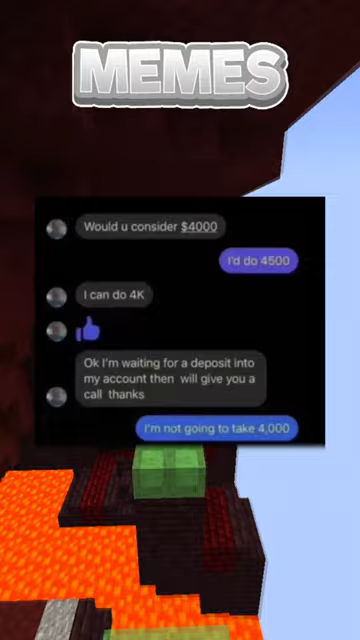 MEMES
Would u consider $4000
I'd do 4500
I can do 4K
Ok I'm waiting for a deposit into
my account then will give you a
call thanks
I'm not going to take 4,000